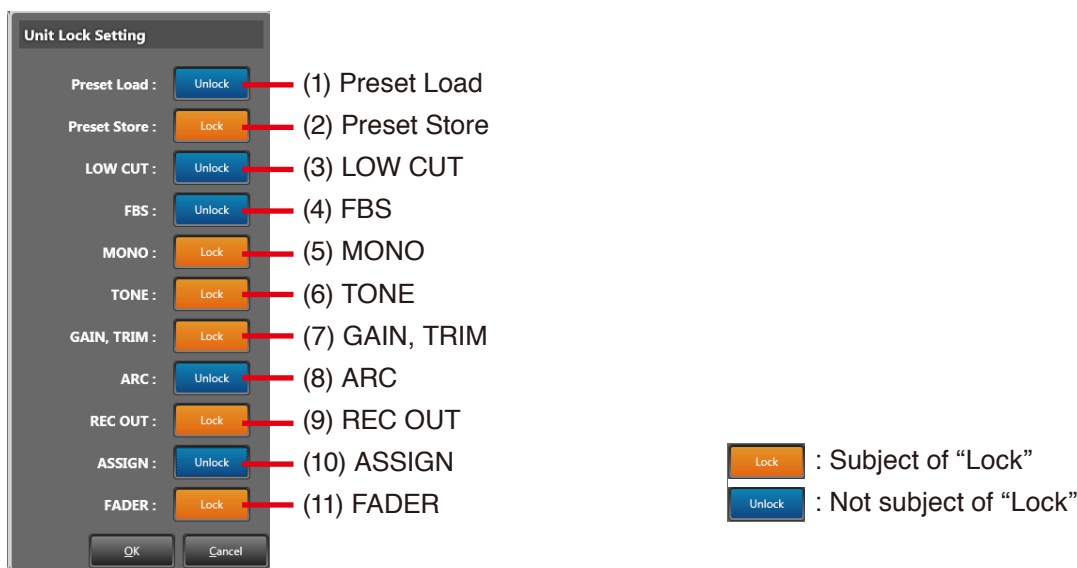 Unit Lock Setting
Preset Load : Unlock (1) Preset Load
Preset Store : Lock (2) Preset Store
LOW CUT : Unlock (3) LOW CUT
FBS : Unlock (4) FBS
MONO : Lock (5) MONO
TONE : Lock (6) TONE
GAIN, TRIM : Lock (7) GAIN, TRIM
ARC : Unlock (8) ARC
REC OUT : Lock (9) REC OUT
ASSIGN : Unlock (10) ASSIGN
FADER : Lock (11) FADER
OK Cancel
Lock : Subject of “Lock”
Unlock : Not subject of “Lock”